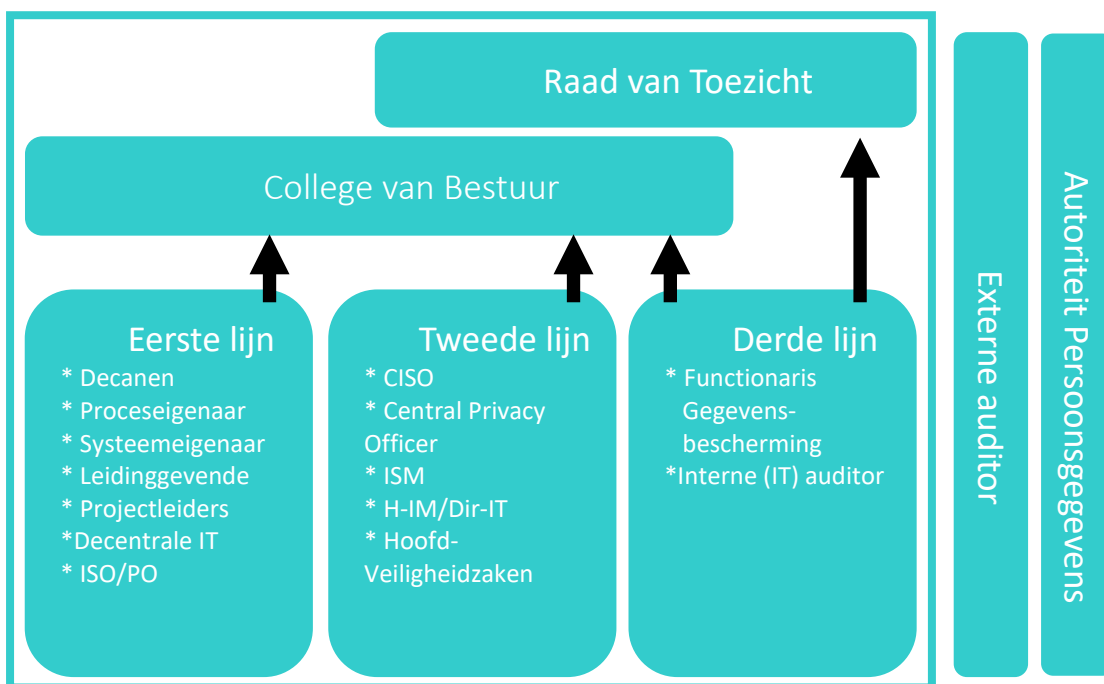 Raad van Toezicht
College van Bestuur
Eerste lijn
* Decanen
* Proceseigenaar
* Systeemeigenaar
* Leidinggevende
* Projectleiders
*Decentrale IT
* ISO/PO
Tweede lijn
* CISO
* Central Privacy
Officer
* ISM
* H-IM/Dir-IT
* Hoofd-
Veiligheidzaken
Derde lijn
* Functionaris
Gegevens-
bescherming
*Interne (IT) auditor
Externe auditor
Autoriteit Persoonsgegevens